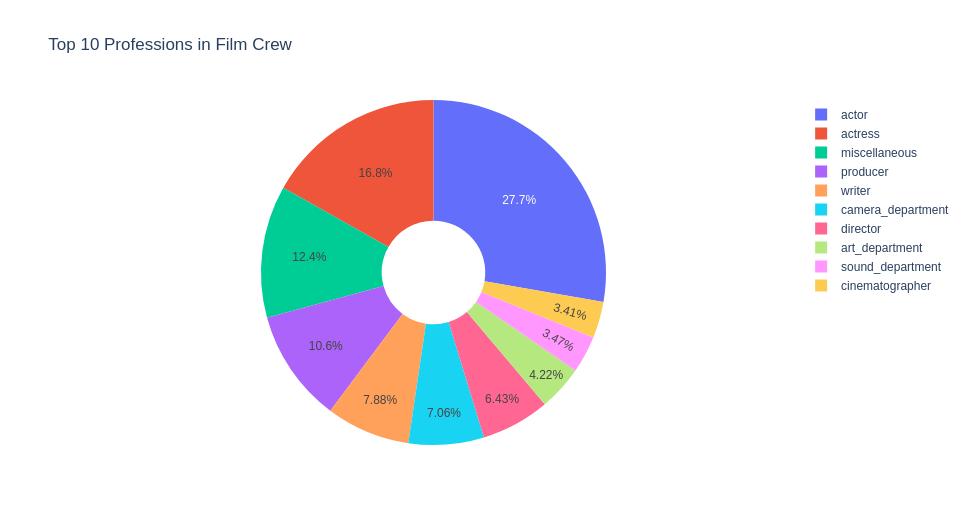 Top 10 Professions in Film Crew
27.7%
16.8%
12.4%
10.6%
7.88%
7.06%
6.43%
4.22%
3.47%
3.41%
actor
actress
miscellaneous
producer
writer
camera_department
director
art_department
sound_department
cinematographer